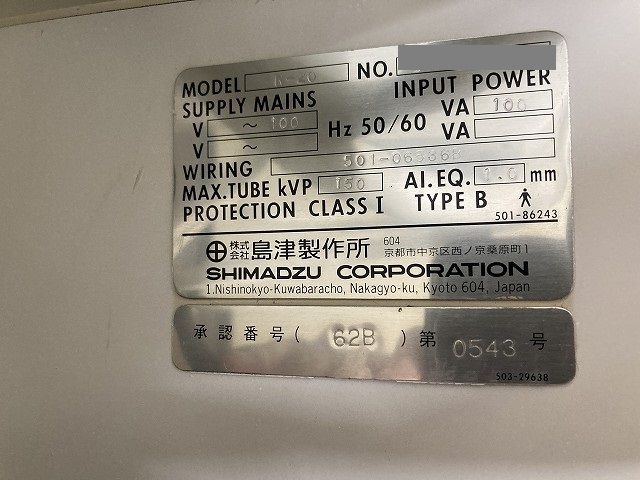 MODEL NO.
SUPPLY MAINS INPUT POWER
V ~ 100 Hz 50/60 VA 100
V ~ VA
WIRING
MAX.TUBE kVP 150 Al.EQ. 1.0 mm
PROTECTION CLASS I TYPE B
501-86243
株式会社 島津製作所 604 京都市中京区西ノ京桑原町1
SHIMADZU CORPORATION
1.Nishinokyo-Kuwabaracho, Nakagyo-ku, Kyoto 604, Japan
承認番号( 62B )第 0543 号
503-29638